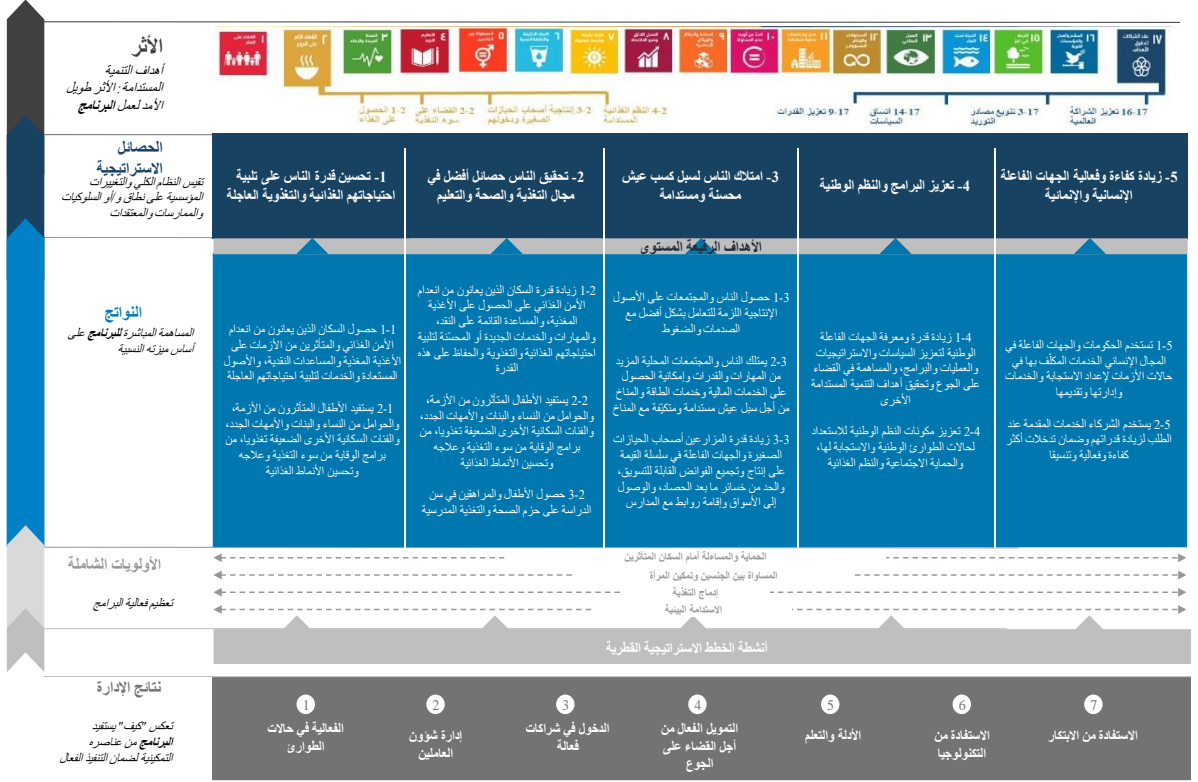 الأثر
أهداف التنمية
المستدامة: الأثر طويل
الأمد لعمل البرنامج
١
٢
٣
٤
٥
٦
٧
٨
٩
١٠
١١
١٢
١٣
١٤
١٥
١٧
1-2 الحصول
على الغذاء
2-2 القضاء على
سوء التغذية
3-2 إنتاجية أصحاب الحيازات
الصغيرة ودخولهم
4-2 النظم الغذائية
المستدامة
9-17 تعزيز القدرات
14-17 اتساق
السياسات
3-17 تنويع مصادر
التوريد
16-17 تعزيز الشراكة
العالمية
الحصائل
الاستراتيجية
تقيس النظام الكلي والتغييرات
المؤسسية على نطاق و/أو السلوكيات
والممارسات والمعتقدات
1- تحسين قدرة الناس على تلبية
احتياجاتهم الغذائية والتغذوية العاجلة
2- تحقيق الناس حصائل أفضل في
مجال التغذية والصحة والتعليم
3- امتلاك الناس لسبل كسب عيش
محسنة ومستدامة
4- تعزيز البرامج والنظم الوطنية
5- زيادة كفاءة وفعالية الجهات الفاعلة
الإنسانية والإنمائية
الأهداف الرفيعة المستوى
النواتج
المساهمة المباشرة للبرنامج على
أساس ميزته النسبية
1-1 حصول السكان الذين يعانون من انعدام
الأمن الغذائي والمتأثرين من الأزمات على
الأغذية المغذية والمساعدات النقدية، والأصول
المستعادة والخدمات لتلبية احتياجاتهم العاجلة
2-1 يستفيد الأطفال المتأثرون من الأزمة،
والحوامل من النساء والبنات والأمهات الجدد،
والفئات السكانية الأخرى الضعيفة تغذويا، من
برامج الوقاية من سوء التغذية وعلاجه
وتحسين الأنماط الغذائية
1-2 زيادة قدرة السكان الذين يعانون من انعدام
الأمن الغذائي على الحصول على الأغذية
المغذية، والمساعدة القائمة على النقد،
والمهارات والخدمات الجديدة أو المحسّنة لتلبية
احتياجاتهم الغذائية والتغذوية والحفاظ على هذه
القدرة
2-2 يستفيد الأطفال المتأثرون من الأزمة،
والحوامل من النساء والبنات والأمهات الجدد،
والفئات السكانية الأخرى الضعيفة تغذويا، من
برامج الوقاية من سوء التغذية وعلاجه
وتحسين الأنماط الغذائية
3-2 حصول الأطفال والمراهقين في سن
الدراسة على حزم الصحة والتغذية المدرسية
1-3 حصول الناس والمجتمعات على الأصول
الإنتاجية اللزمة للتعامل بشكل أفضل مع
الصدمات والضغوط
2-3 يمتلك الناس والمجتمعات المحلية المزيد
من المهارات والقدرات وإمكانية الحصول
على الخدمات المالية وخدمات الطاقة والمناخ
من أجل سبل عيش مستدامة ومتكيّفة مع المناخ
3-3 زيادة قدرة المزارعين أصحاب الحيازات
الصغيرة والجهات الفاعلة في سلسلة القيمة
على إنتاج وتجميع الفوائض القابلة للتسويق،
والحد من خسائر ما بعد الحصاد، والوصول
إلى الأسواق وإقامة روابط مع المدارس
1-4 زيادة قدرة ومعرفة الجهات الفاعلة
الوطنية لتعزيز السياسات والاستراتيجيات
والعمليات والبرامج، والمساهمة في القضاء
على الجوع وتحقيق أهداف التنمية المستدامة
الأخرى
2-4 تعزيز مكونات النظم الوطنية للاستعداد
لحالات الطوارئ الوطنية والاستجابة لها،
والحماية الاجتماعية والنظم الغذائية
1-5 تستخدم الحكومات والجهات الفاعلة في
المجال الإنساني الخدمات المكلّف بها في
حالات الأزمات لإعداد الاستجابة والخدمات
وإدارتها وتقديمها
2-5 يستخدم الشركاء الخدمات المقدمة عند
الطلب لزيادة قدراتهم وضمان تدخلات أكثر
كفاءة وفعالية وتنسيقا
الأولويات الشاملة
تعظيم فعالية البرامج
الحماية والمساءلة أمام السكان المتأثرين
المساواة بين الجنسين وتمكين المرأة
إدماج التغذية
الاستدامة البيئية
أنشطة الخطط الاستراتيجية القطرية
نتائج الإدارة
تعكس "كيف" يستفيد
البرنامج من عناصره
التمكينية لضمان التنفيذ الفعال
1
الفعالية في حالات
الطوارئ
2
إدارة شؤون
العاملين
3
الدخول في شراكات
فعالة
4
التمويل الفعال من
أجل القضاء على
الجوع
5
الأدلة والتعلم
6
الاستفادة من
التكنولوجيا
7
الاستفادة من الابتكار